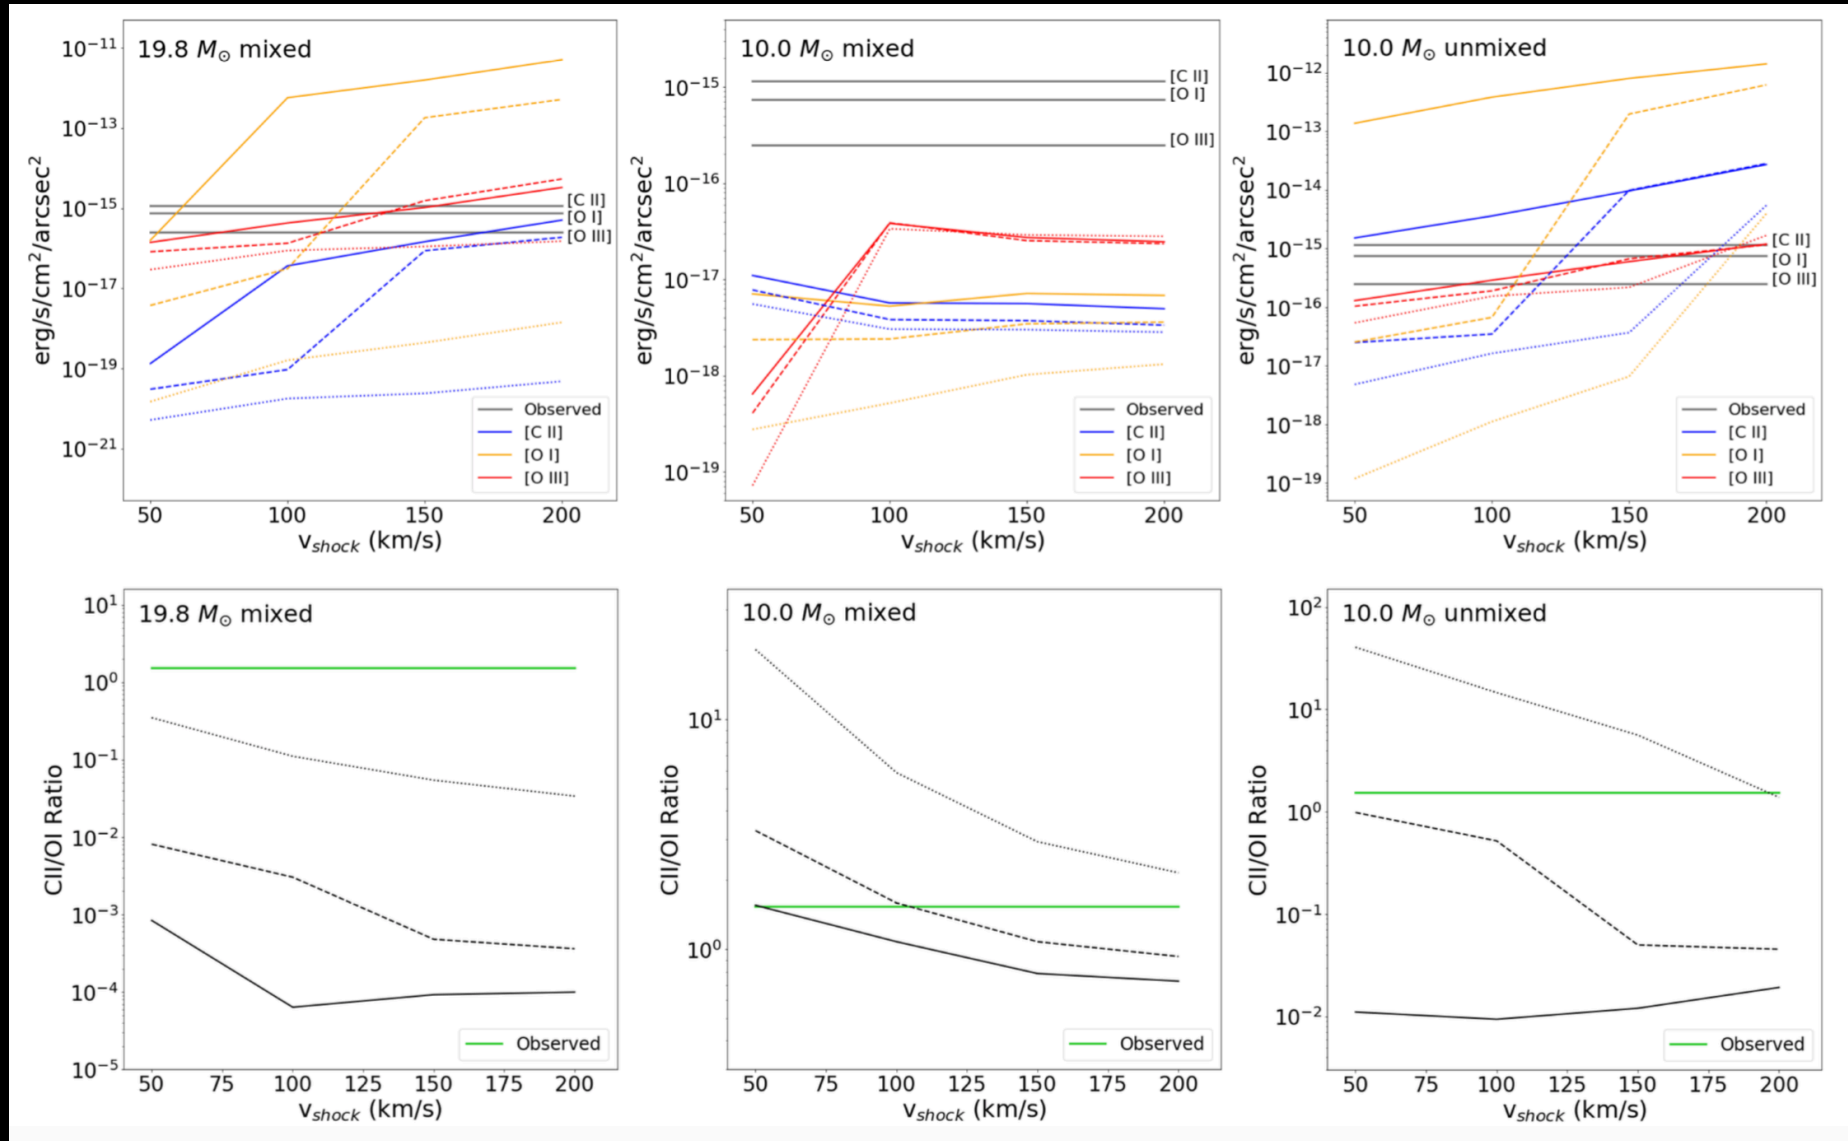 19.8 M⊙ mixed
10⁻¹¹
10⁻¹³
10⁻¹⁵
10⁻¹⁷
10⁻¹⁹
10⁻²¹
erg/s/cm²/arcsec²
[C II]
[O I]
[O III]
Observed
[C II]
[O I]
[O III]
50 100 150 200
v_shock (km/s)
10.0 M⊙ mixed
10⁻¹⁵
10⁻¹⁶
10⁻¹⁷
10⁻¹⁸
10⁻¹⁹
erg/s/cm²/arcsec²
[C II]
[O I]
[O III]
Observed
[C II]
[O I]
[O III]
50 100 150 200
v_shock (km/s)
10.0 M⊙ unmixed
10⁻¹²
10⁻¹³
10⁻¹⁴
10⁻¹⁵
10⁻¹⁶
10⁻¹⁷
10⁻¹⁸
10⁻¹⁹
erg/s/cm²/arcsec²
[C II]
[O I]
[O III]
Observed
[C II]
[O I]
[O III]
50 100 150 200
v_shock (km/s)
19.8 M⊙ mixed
10¹
10⁰
10⁻¹
10⁻²
10⁻³
10⁻⁴
10⁻⁵
CII/OI Ratio
Observed
50 75 100 125 150 175 200
v_shock (km/s)
10.0 M⊙ mixed
10¹
10⁰
CII/OI Ratio
Observed
50 75 100 125 150 175 200
v_shock (km/s)
10.0 M⊙ unmixed
10²
10¹
10⁰
10⁻¹
10⁻²
CII/OI Ratio
Observed
50 75 100 125 150 175 200
v_shock (km/s)